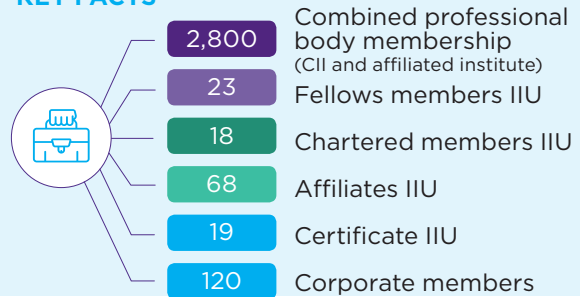 KEY FACTS
2,800
Combined professional
body membership
(CII and affiliated institute)
23
Fellows members IIU
18
Chartered members IIU
68
Affiliates IIU
19
Certificate IIU
120
Corporate members